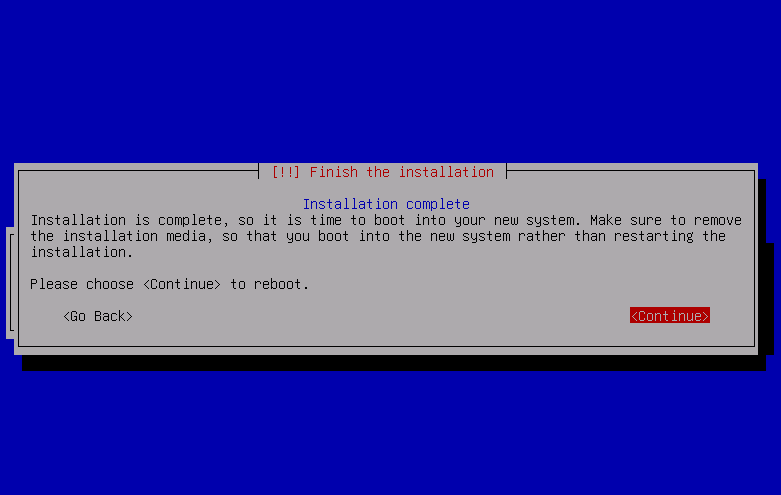 [!!] Finish the installation
Installation complete
Installation is complete, so it is time to boot into your new system. Make sure to remove
the installation media, so that you boot into the new system rather than restarting the
installation.
Please choose <Continue> to reboot.
<Go Back> <Continue>